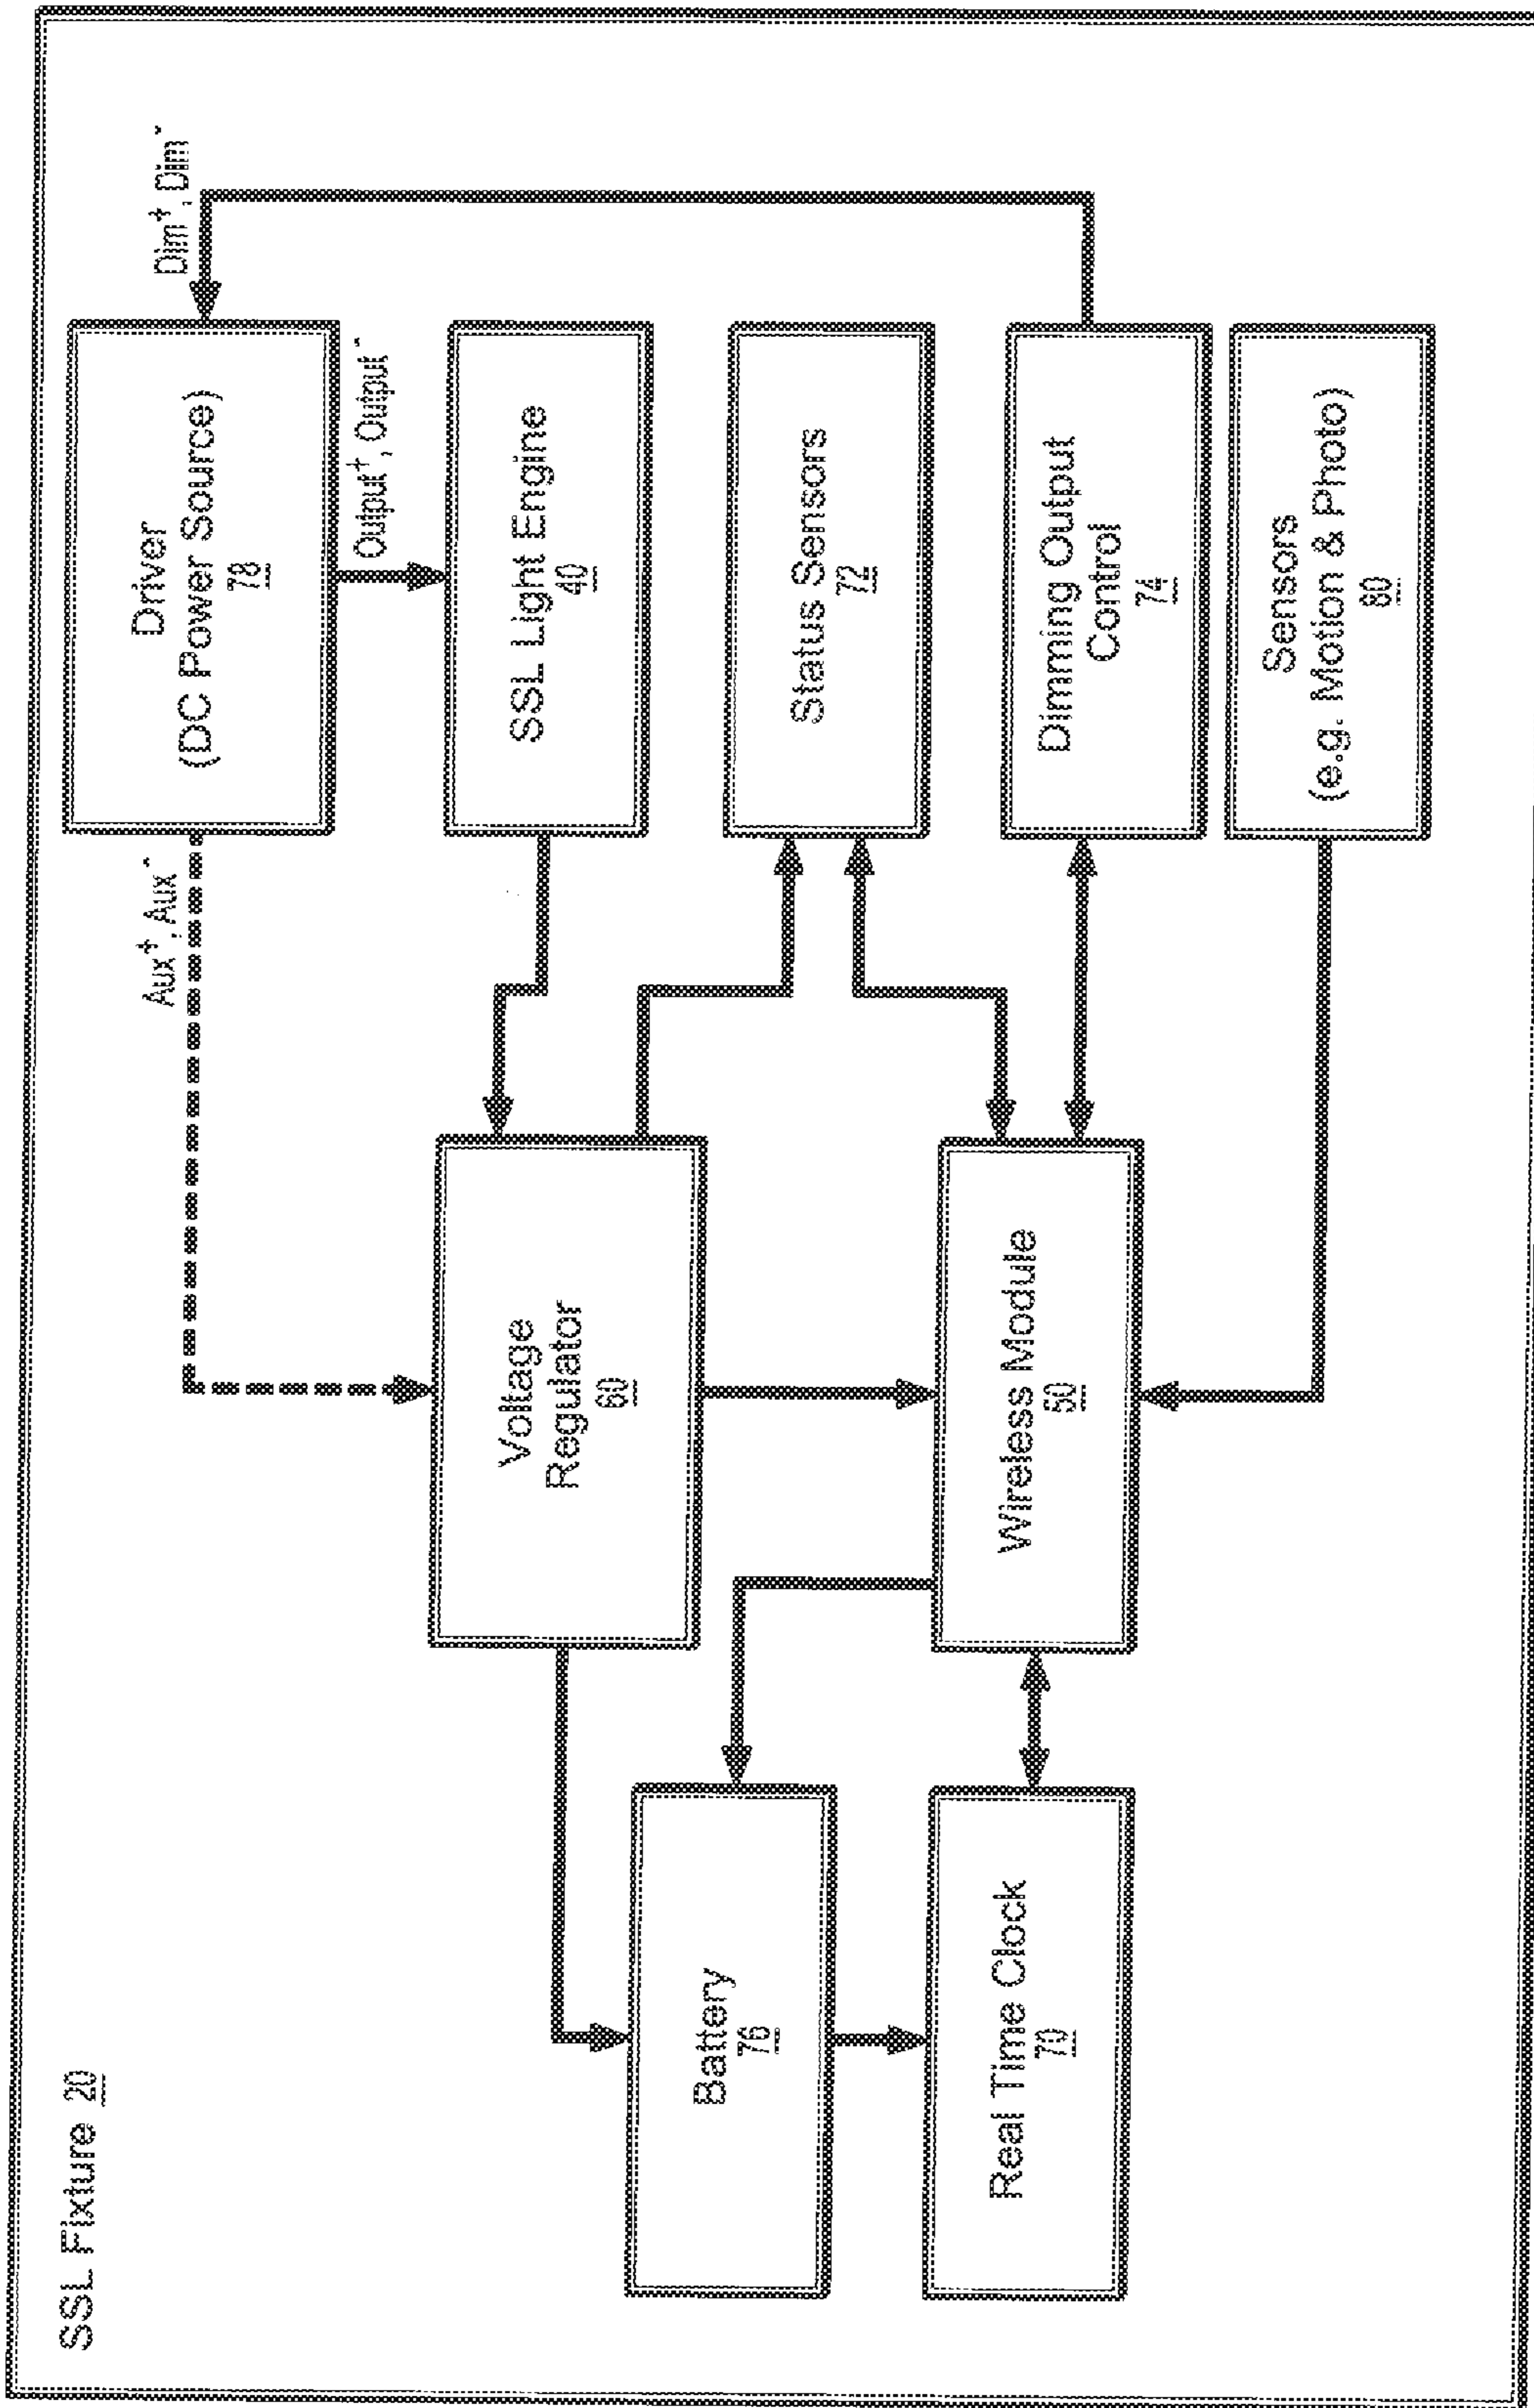 SSL Fixture 20
Battery
76
Real Time Clock
70
Voltage
Regulator
60
Wireless Module
50
Aux+, Aux-
Driver
(DC Power Source)
78
Output+, Output-
SSL Light Engine
40
Status Sensors
72
Dimming Output
Control
74
Sensors
(e.g. Motion & Photo)
80
Dim+, Dim-